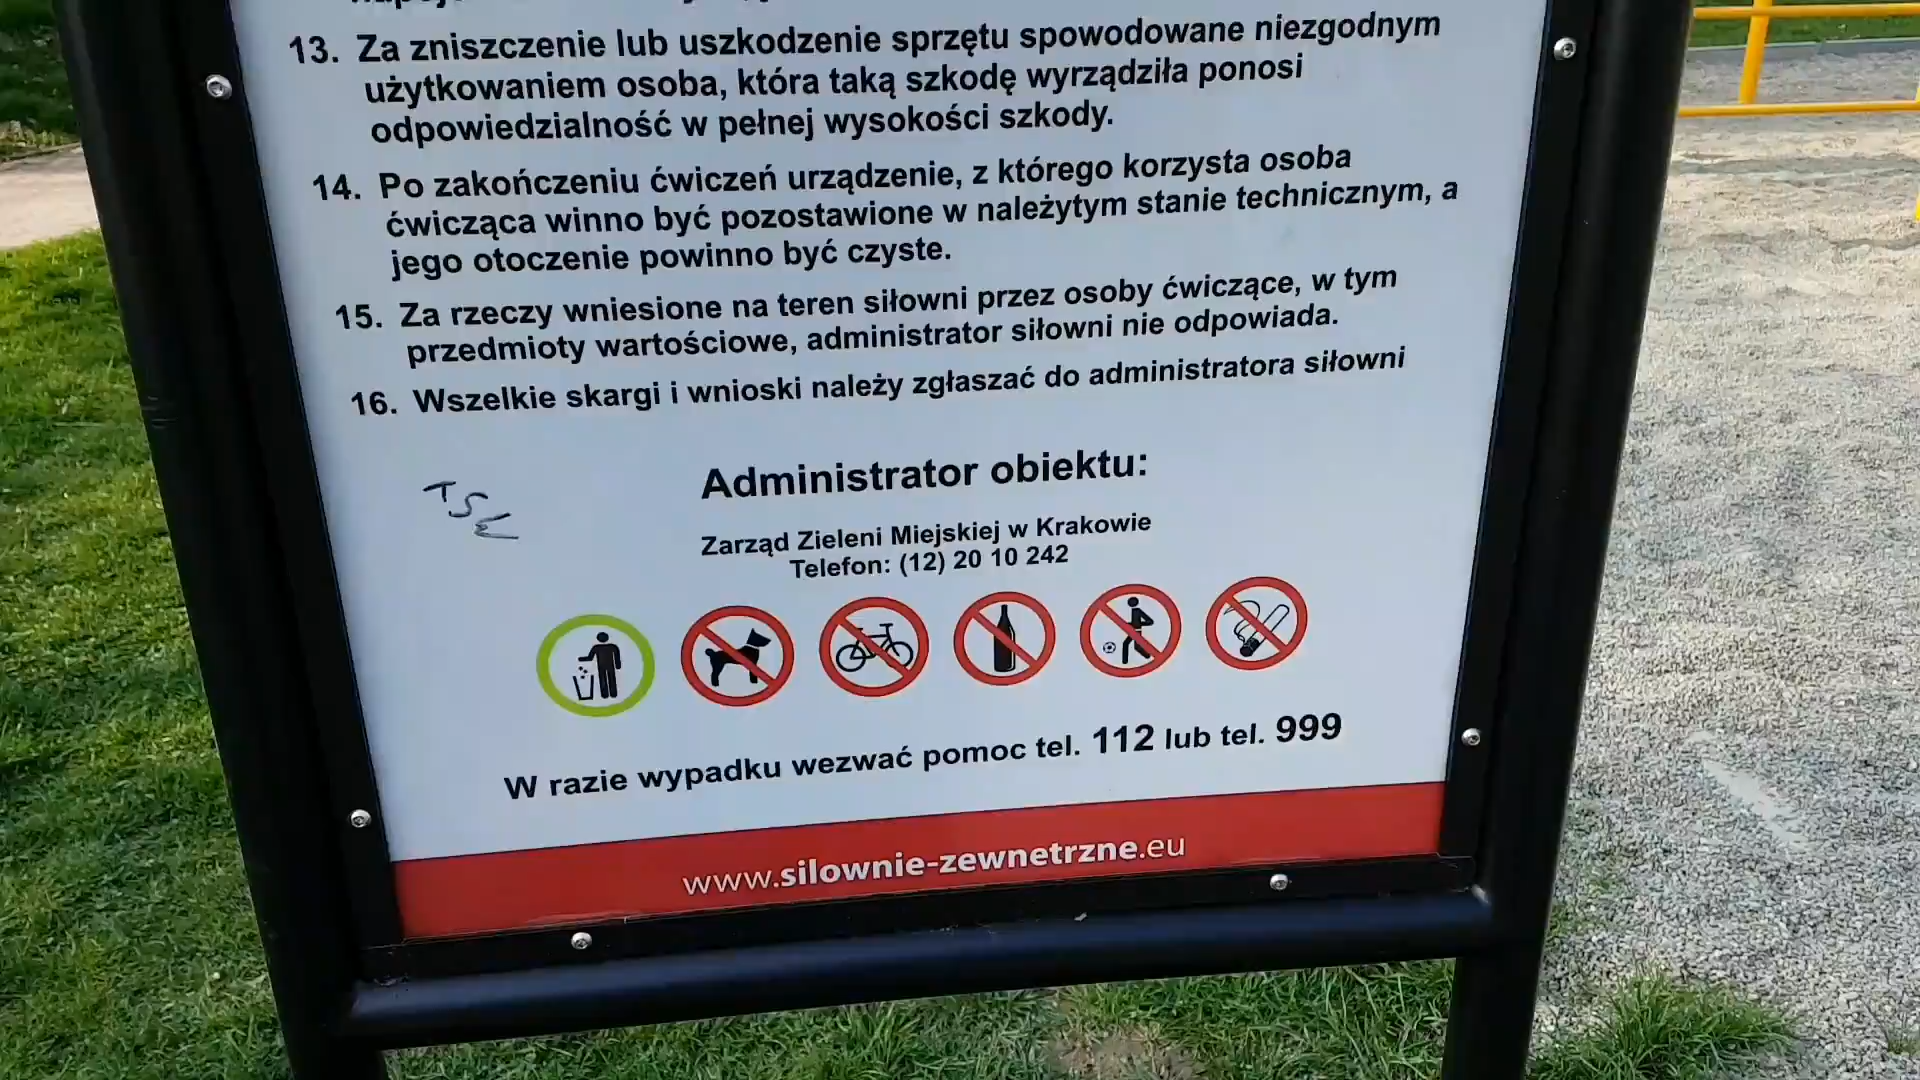 13. Za zniszczenie lub uszkodzenie sprzętu spowodowane niezgodnym
użytkowaniem osoba, która taką szkodę wyrządziła ponosi
odpowiedzialność w pełnej wysokości szkody.
14. Po zakończeniu ćwiczeń urządzenie, z którego korzysta osoba
ćwicząca winno być pozostawione w należytym stanie technicznym, a
jego otoczenie powinno być czyste.
15. Za rzeczy wniesione na teren siłowni przez osoby ćwiczące, w tym
przedmioty wartościowe, administrator siłowni nie odpowiada.
16. Wszelkie skargi i wnioski należy zgłaszać do administratora siłowni
Administrator obiektu:
Zarząd Zieleni Miejskiej w Krakowie
Telefon: (12) 20 10 242
W razie wypadku wezwać pomoc tel. 112 lub tel. 999
www.silownie-zewnetrzne.eu